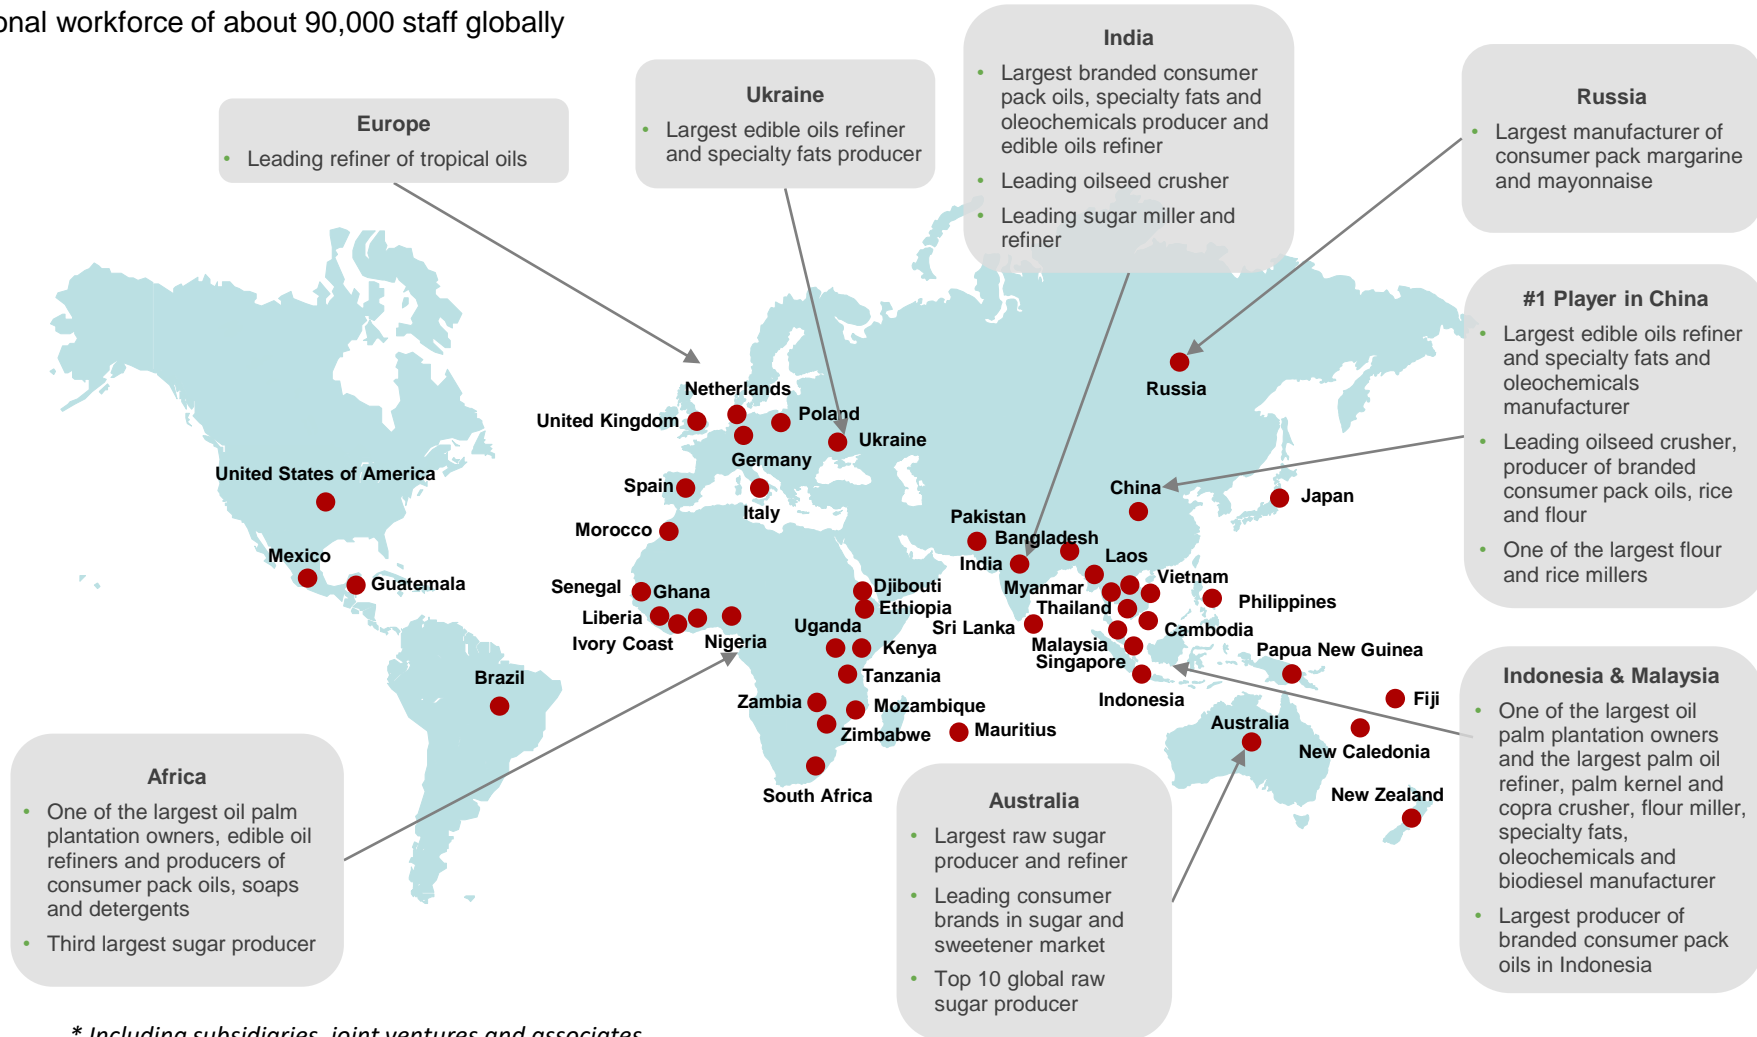 onal workforce of about 90,000 staff globally
Europe
• Leading refiner of tropical oils
Ukraine
• Largest edible oils refiner
and specialty fats producer
India
• Largest branded consumer
pack oils, specialty fats and
oleochemicals producer and
edible oils refiner
• Leading oilseed crusher
• Leading sugar miller and
refiner
Russia
• Largest manufacturer of
consumer pack margarine
and mayonnaise
#1 Player in China
• Largest edible oils refiner
and specialty fats and
oleochemicals
manufacturer
• Leading oilseed crusher,
producer of branded
consumer pack oils, rice
and flour
• One of the largest flour
and rice millers
Indonesia & Malaysia
• One of the largest oil
palm plantation owners
and the largest palm oil
refiner, palm kernel and
copra crusher, flour miller,
specialty fats,
oleochemicals and
biodiesel manufacturer
• Largest producer of
branded consumer pack
oils in Indonesia
Australia
• Largest raw sugar
producer and refiner
• Leading consumer
brands in sugar and
sweetener market
• Top 10 global raw
sugar producer
Africa
• One of the largest oil palm
plantation owners, edible oil
refiners and producers of
consumer pack oils, soaps
and detergents
• Third largest sugar producer
United States of America
Mexico
Guatemala
Brazil
Netherlands
United Kingdom
Poland
Ukraine
Germany
Spain
Italy
Morocco
Senegal
Ghana
Liberia
Ivory Coast
Nigeria
Djibouti
Ethiopia
Uganda
Kenya
Tanzania
Zambia
Mozambique
Zimbabwe
Mauritius
South Africa
Russia
China
Japan
Pakistan
Bangladesh
India
Laos
Myanmar
Vietnam
Thailand
Philippines
Sri Lanka
Cambodia
Malaysia
Singapore
Indonesia
Papua New Guinea
Fiji
Australia
New Caledonia
New Zealand
* Including subsidiaries, joint ventures and associates